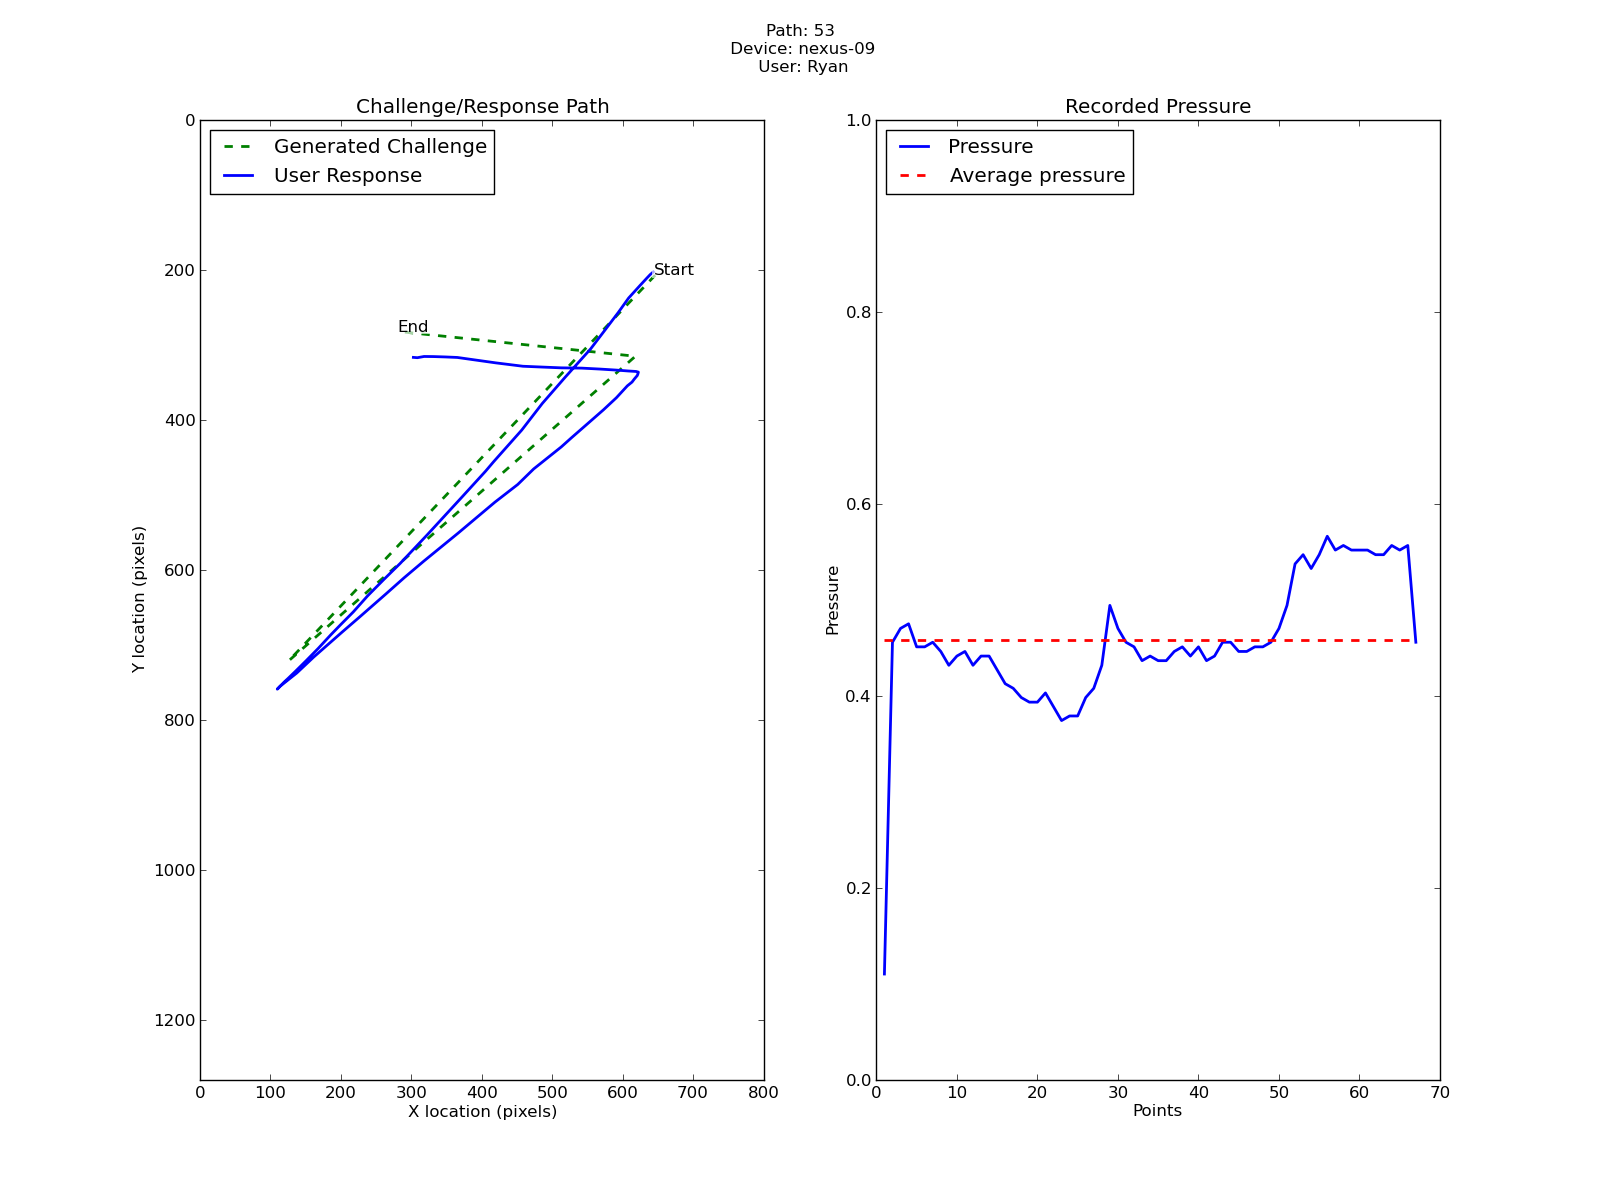 Path: 53
Device: nexus-09
User: Ryan
Challenge/Response Path
Generated Challenge
User Response
Start
End
0
200
400
600
800
1000
1200
Y location (pixels)
0 100 200 300 400 500 600 700 800
X location (pixels)
Recorded Pressure
Pressure
Average pressure
1.0
0.8
0.6
0.4
0.2
0.0
Pressure
0 10 20 30 40 50 60 70
Points